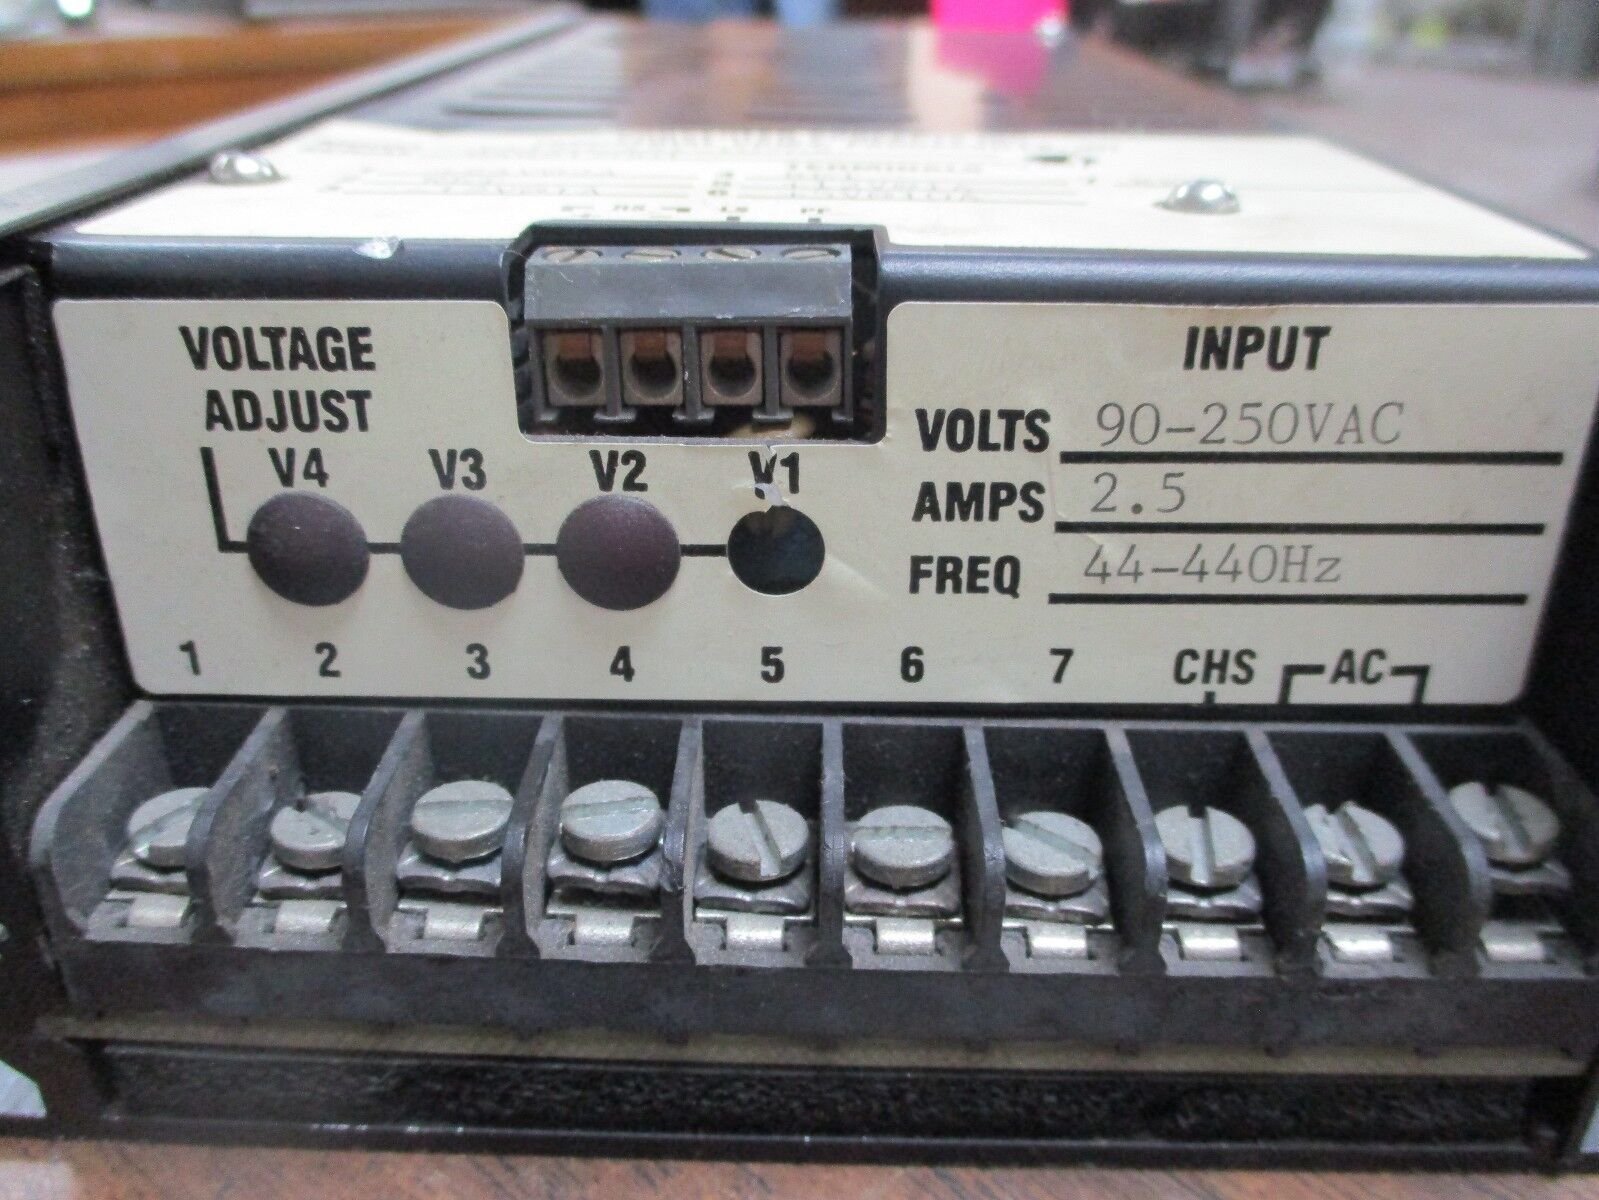 VOLTAGE
ADJUST
V4 V3 V2 V1
INPUT
VOLTS 90-250VAC
AMPS 2.5
FREQ 44-440Hz
1 2 3 4 5 6 7 CHS AC